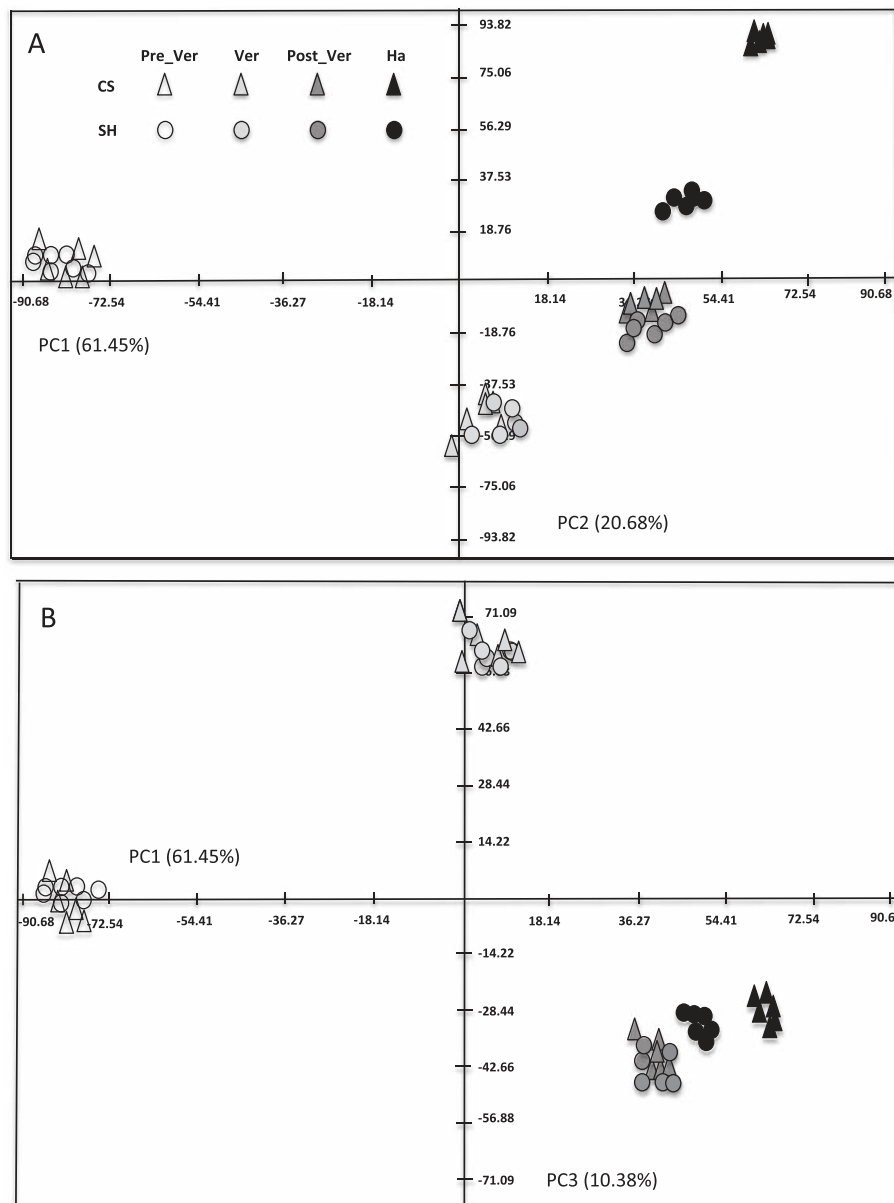 A
Pre_Ver Ver Post_Ver Ha
CS
SH
93.82
75.06
56.29
37.53
18.76
-90.68 -72.54 -54.41 -36.27 -18.14 18.14 54.41 72.54 90.68
-18.76
PC1 (61.45%)
-75.06
PC2 (20.68%)
-93.82
B
71.09
42.66
28.44
14.22
PC1 (61.45%)
-90.68 -72.54 -54.41 -36.27 -18.14 18.14 36.27 54.41 72.54 90.6
-14.22
-28.44
-42.66
-56.88
-71.09
PC3 (10.38%)